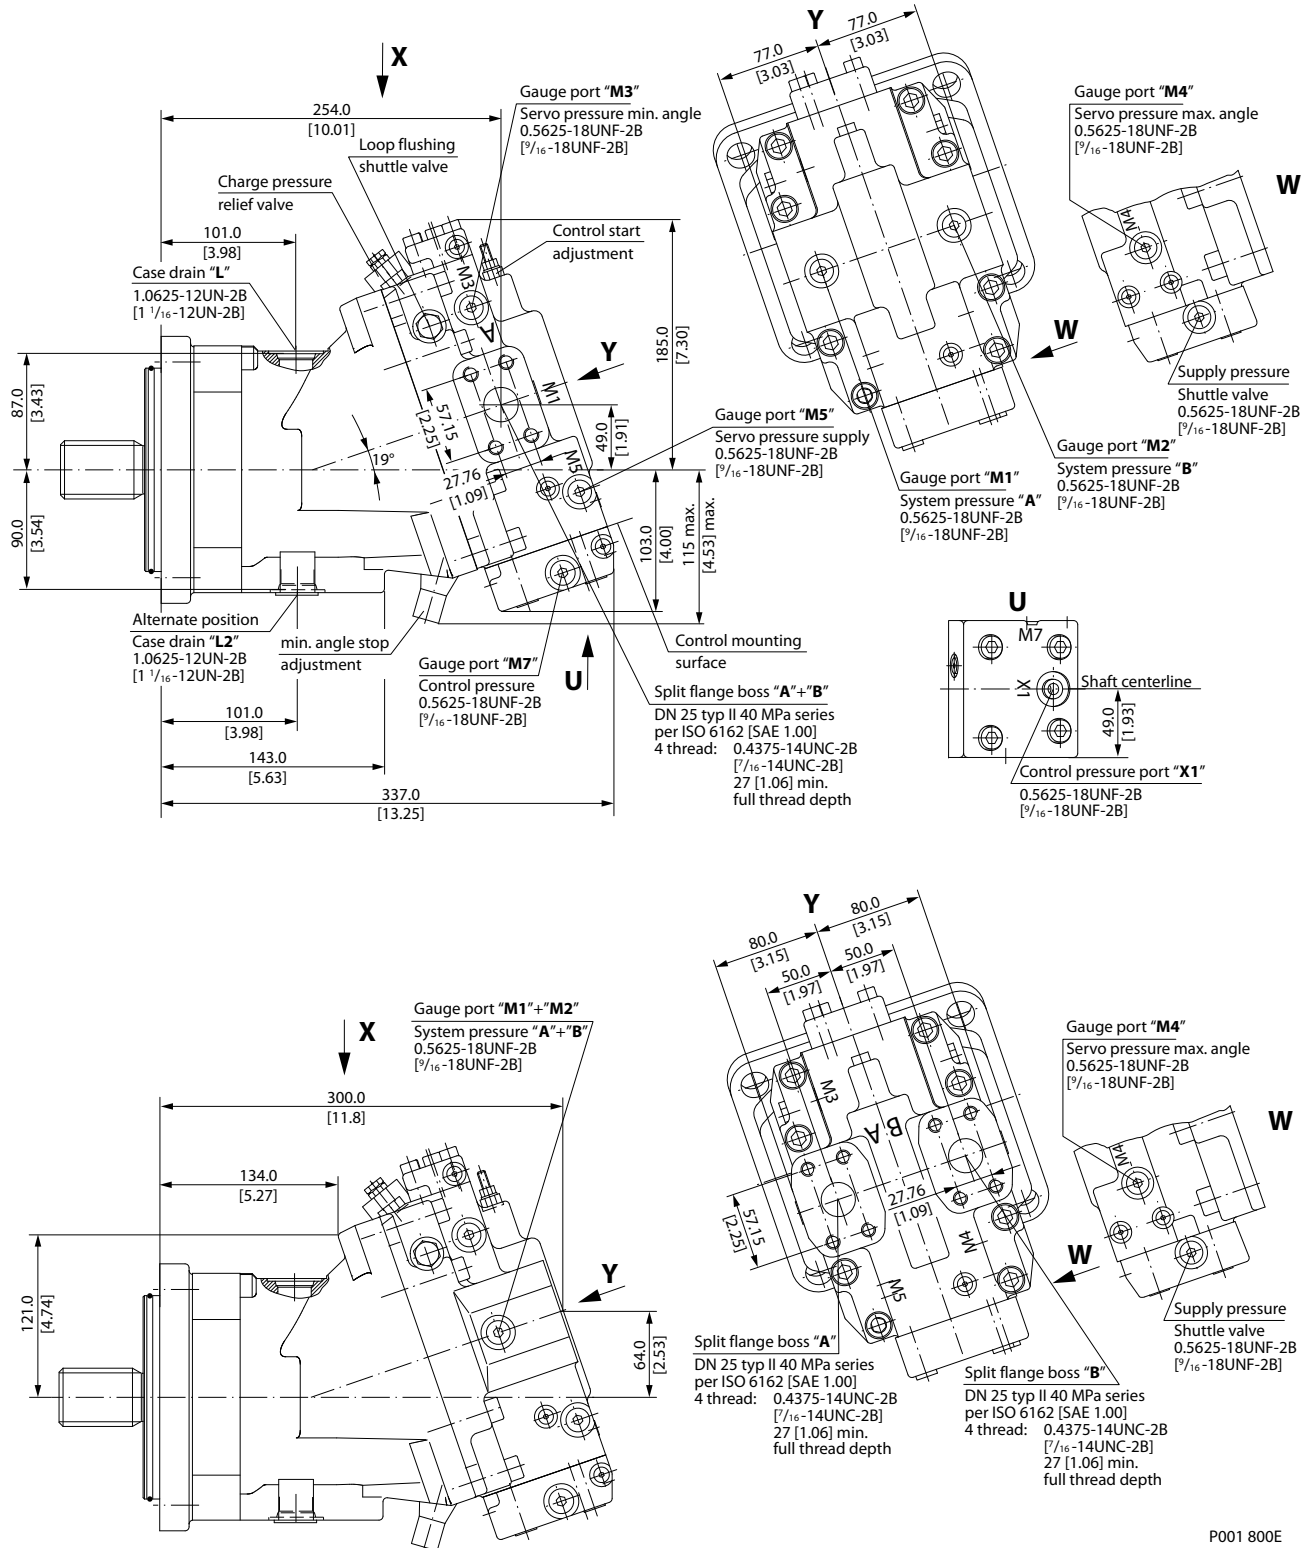 X
254.0
[10.01]
Loop flushing
shuttle valve
Charge pressure
relief valve
101.0
[3.98]
Case drain “L”
1.0625-12UN-2B
[1 1/16-12UN-2B]
87.0
[3.43]
90.0
[3.54]
Alternate position
Case drain “L2”
1.0625-12UN-2B
[1 1/16-12UN-2B]
101.0
[3.98]
143.0
[5.63]
337.0
[13.25]
min. angle stop
adjustment
Gauge port “M3”
Servo pressure min. angle
0.5625-18UNF-2B
[9/16-18UNF-2B]
Control start
adjustment
M3
A
M1
M5
57.15
[2.25]
19°
27.76
[1.09]
49.0
[1.91]
185.0
[7.30]
103.0
[4.00]
115 max.
[4.53] max.
Y
Gauge port “M5”
Servo pressure supply
0.5625-18UNF-2B
[9/16-18UNF-2B]
Gauge port “M7”
Control pressure
0.5625-18UNF-2B
[9/16-18UNF-2B]
U
Control mounting
surface
Split flange boss “A”+“B”
DN 25 typ II 40 MPa series
per ISO 6162 [SAE 1.00]
4 thread: 0.4375-14UNC-2B
[7/16-14UNC-2B]
27 [1.06] min.
full thread depth
Y
77.0
[3.03]
77.0
[3.03]
W
Gauge port “M1”
System pressure “A”
0.5625-18UNF-2B
[9/16-18UNF-2B]
Gauge port “M2”
System pressure “B”
0.5625-18UNF-2B
[9/16-18UNF-2B]
Gauge port “M4”
Servo pressure max. angle
0.5625-18UNF-2B
[9/16-18UNF-2B]
W
M4
Supply pressure
Shuttle valve
0.5625-18UNF-2B
[9/16-18UNF-2B]
U
M7
X1
Shaft centerline
49.0
[1.93]
Control pressure port “X1”
0.5625-18UNF-2B
[9/16-18UNF-2B]
X
Gauge port “M1”+“M2”
System pressure “A”+“B”
0.5625-18UNF-2B
[9/16-18UNF-2B]
300.0
[11.8]
134.0
[5.27]
121.0
[4.74]
64.0
[2.53]
Y
Y
80.0
[3.15]
80.0
[3.15]
50.0
[1.97]
50.0
[1.97]
M3
B A
27.76
[1.09]
57.15
[2.25]
M4
M5
W
Split flange boss “A”
DN 25 typ II 40 MPa series
per ISO 6162 [SAE 1.00]
4 thread: 0.4375-14UNC-2B
[7/16-14UNC-2B]
27 [1.06] min.
full thread depth
Split flange boss “B”
DN 25 typ II 40 MPa series
per ISO 6162 [SAE 1.00]
4 thread: 0.4375-14UNC-2B
[7/16-14UNC-2B]
27 [1.06] min.
full thread depth
Gauge port “M4”
Servo pressure max. angle
0.5625-18UNF-2B
[9/16-18UNF-2B]
W
M4
Supply pressure
Shuttle valve
0.5625-18UNF-2B
[9/16-18UNF-2B]
P001 800E